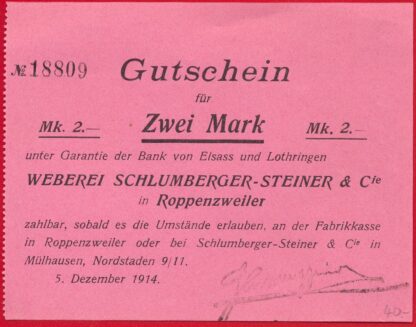 № 18809
Gutschein
für
Mk. 2.— Zwei Mark Mk. 2.—
unter Garantie der Bank von Elsass und Lothringen
WEBEREI SCHLUMBERGER-STEINER & Cie
in Roppenzweiler
zahlbar, sobald es die Umstände erlauben, an der Fabrikkasse
in Roppenzweiler oder bei Schlumberger-Steiner & Cie in
Mülhausen, Nordstaden 9/11.
5. Dezember 1914.
40-